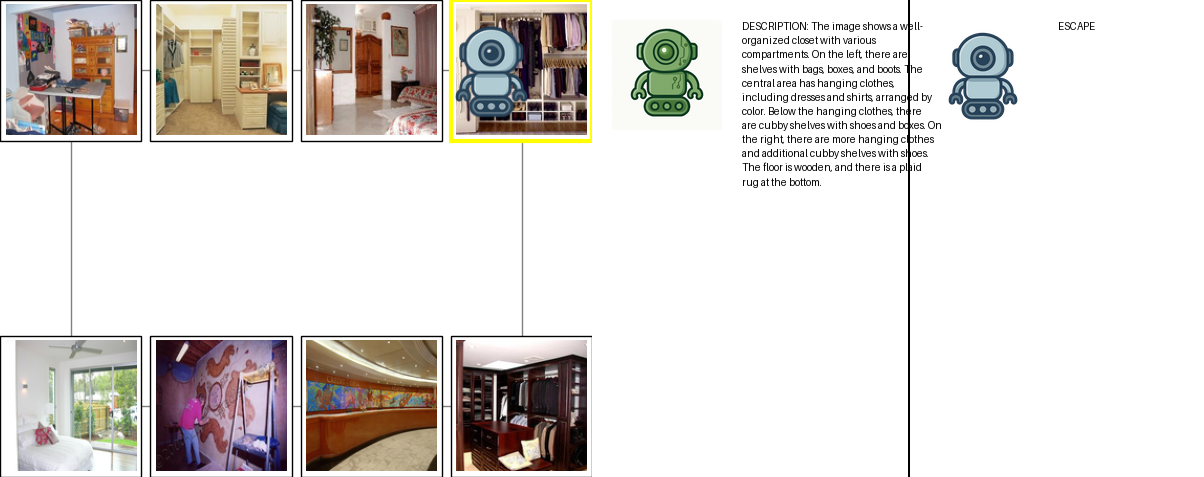 DESCRIPTION: The image shows a well-
organized closet with various
compartments. On the left, there are
shelves with bags, boxes, and boots. The
central area has hanging clothes,
including dresses and shirts, arranged by
color. Below the hanging clothes, there
are cubby shelves with shoes and boxes. On
the right, there are more hanging clothes
and additional cubby shelves with shoes.
The floor is wooden, and there is a plaid
rug at the bottom.
ESCAPE